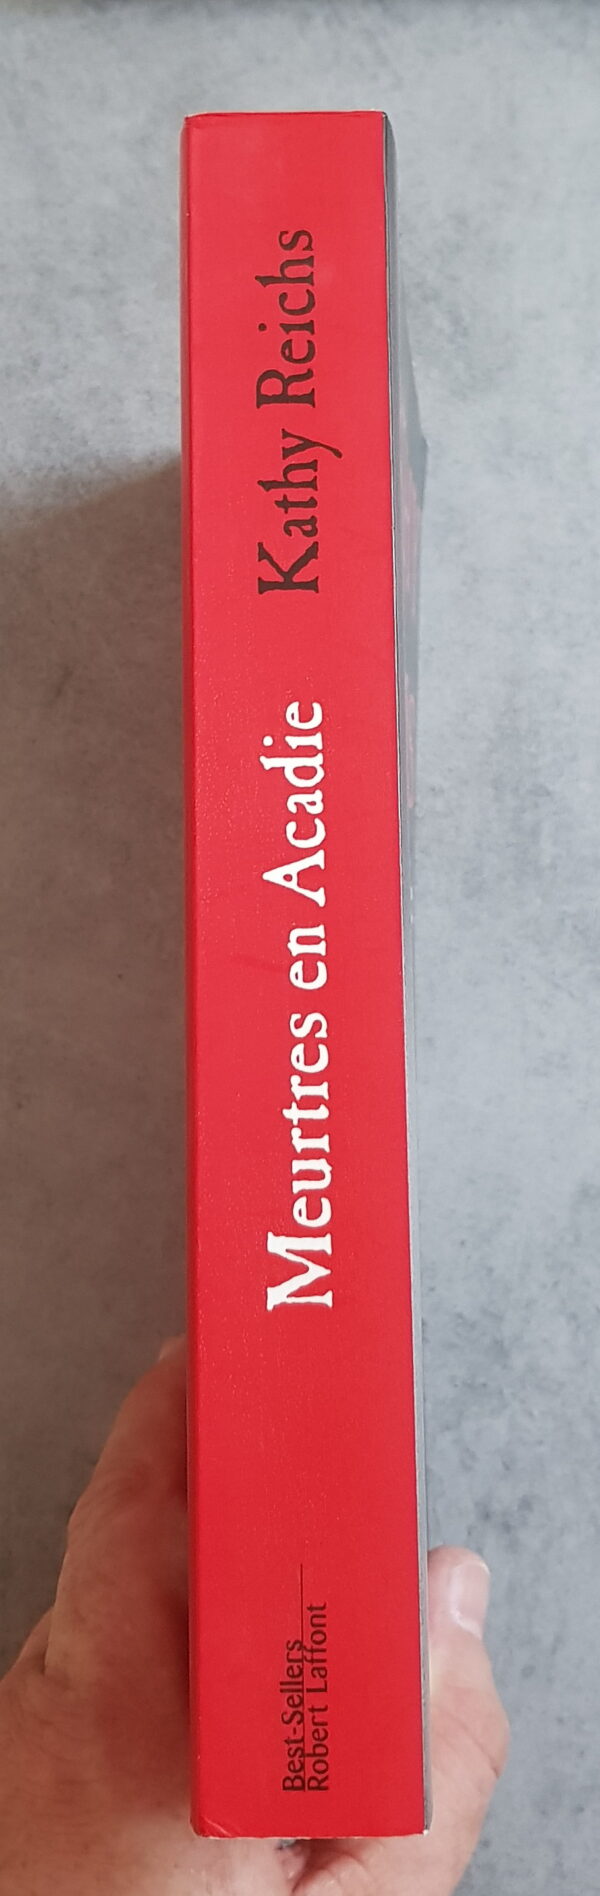 Kathy Reichs
Meurtres en Acadie
Best-Sellers
Robert Laffont